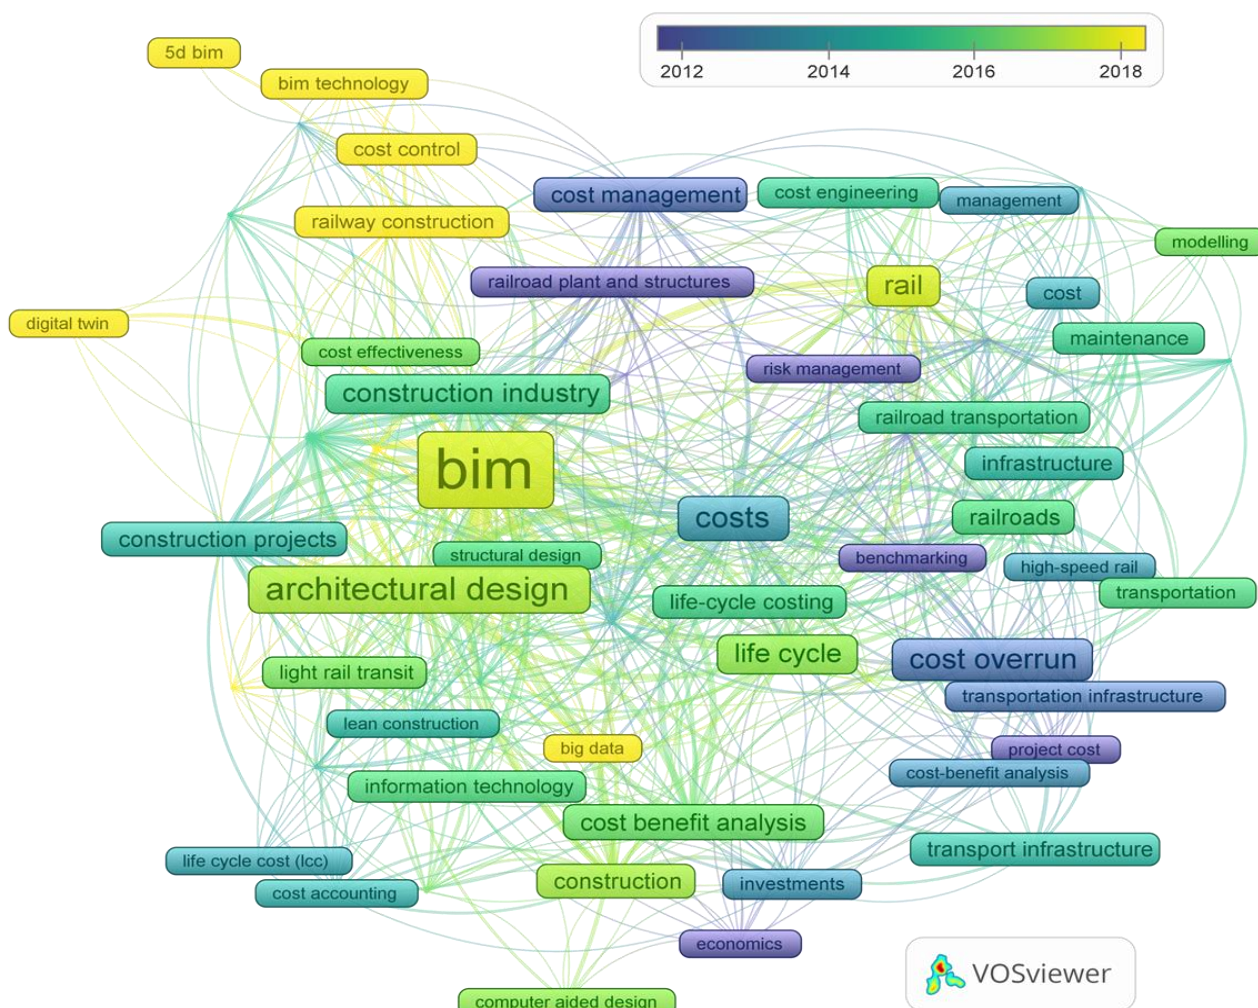 2012 2014 2016 2018
5d bim
bim technology
cost control
cost management
cost engineering
management
railway construction
modelling
railroad plant and structures
rail
cost
digital twin
maintenance
cost effectiveness
risk management
construction industry
railroad transportation
bim
infrastructure
costs
railroads
construction projects
structural design
benchmarking
high-speed rail
architectural design
transportation
life-cycle costing
life cycle
cost overrun
light rail transit
transportation infrastructure
lean construction
big data
project cost
cost-benefit analysis
information technology
cost benefit analysis
transport infrastructure
life cycle cost (lcc)
construction
investments
cost accounting
economics
VOSviewer
computer aided design